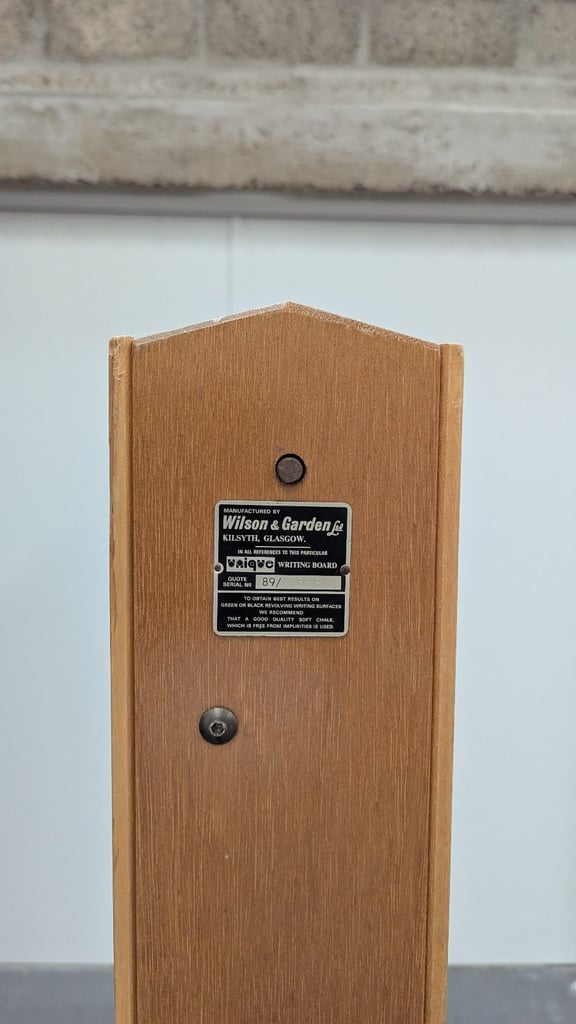 MANUFACTURED BY
Wilson & Garden Ltd
KILSYTH, GLASGOW.
IN ALL REFERENCES TO THIS PARTICULAR
unique WRITING BOARD
QUOTE
SERIAL Nº 89/
TO OBTAIN BEST RESULTS ON
GREEN OR BLACK REVOLVING WRITING SURFACES
WE RECOMMEND
THAT A GOOD QUALITY SOFT CHALK,
WHICH IS FREE FROM IMPURITIES IS USED.